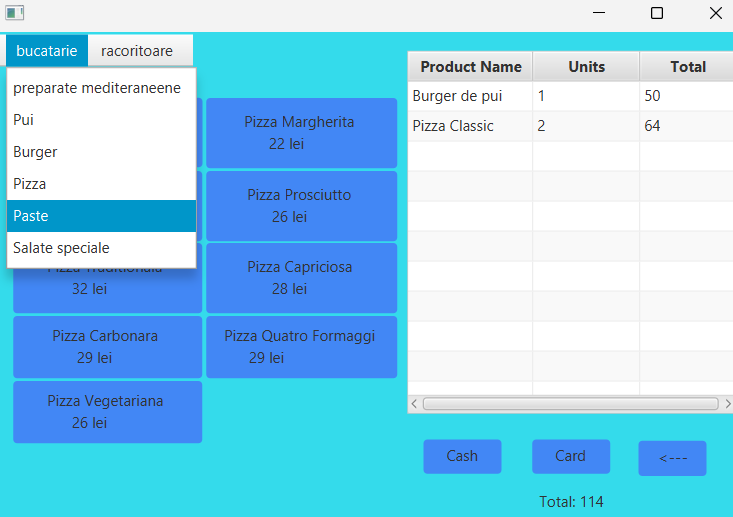 bucatarie racoritoare
preparate mediteraneene
Pui
Burger
Pizza
Paste
Salate speciale
Pizza Margherita
22 lei
Pizza Prosciutto
26 lei
Pizza Traditionala
32 lei
Pizza Capriciosa
28 lei
Pizza Carbonara
29 lei
Pizza Quatro Formaggi
29 lei
Pizza Vegetariana
26 lei
Product Name Units Total
Burger de pui 1 50
Pizza Classic 2 64
Cash Card <---
Total: 114